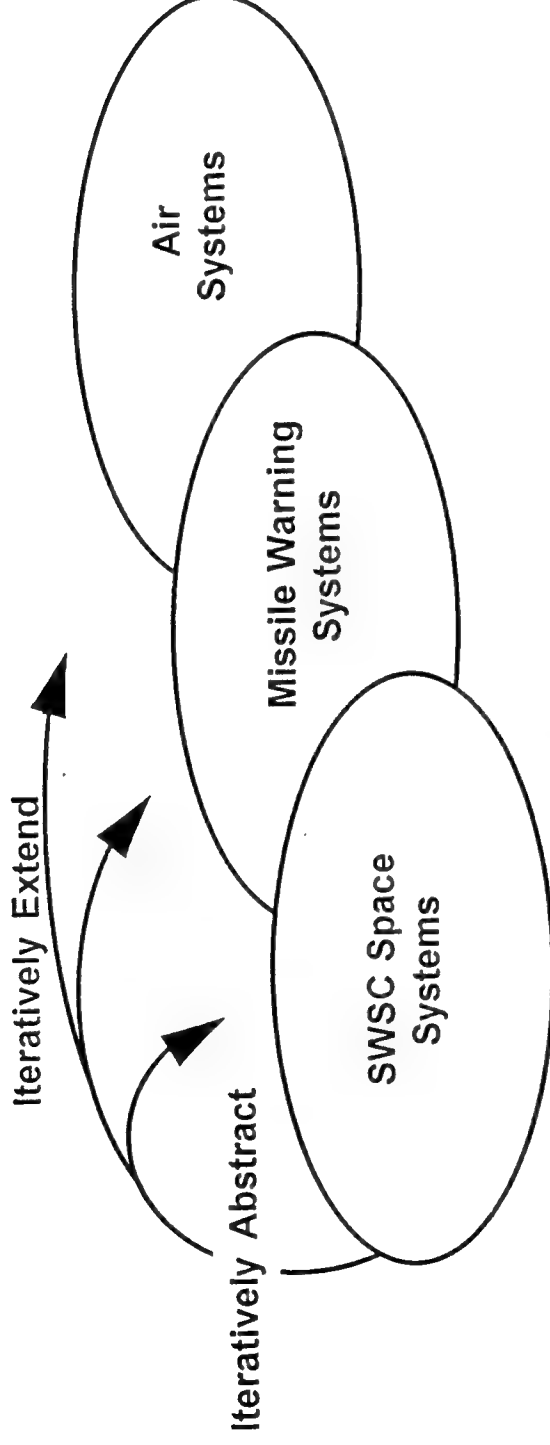 Iteratively Extend
Iteratively Abstract
Air
Systems
Missile Warning
Systems
SWSC Space
Systems